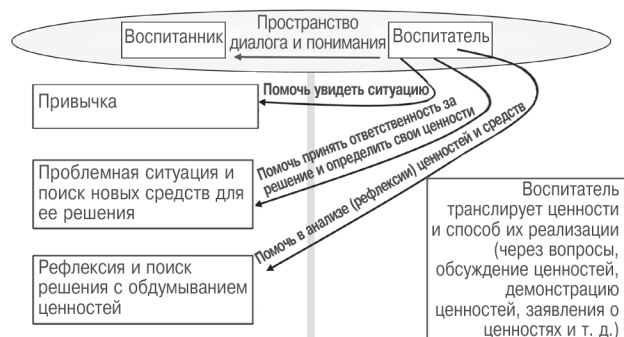 Пространство
диалога и понимания
Воспитанник
Воспитатель
Помочь увидеть ситуацию
Привычка
Помочь принять ответственность за
решение и определить свои ценности
Проблемная ситуация и
поиск новых средств для
ее решения
Помочь в анализе (рефлексии) ценностей и средств
Рефлексия и поиск
решения с обдумыванием
ценностей
Воспитатель
транслирует ценности
и способ их реализации
(через вопросы,
обсуждение ценностей,
демонстрацию
ценностей, заявления о
ценностях и т. д.)